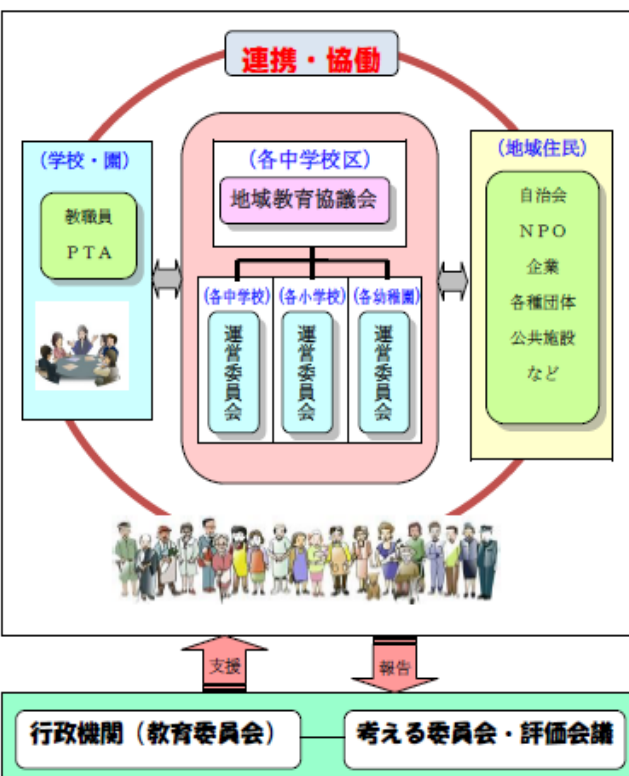 連携・協働
(学校・園)
教職員
PTA
(各中学校区)
地域教育協議会
(各中学校)
運営委員会
(各小学校)
運営委員会
(各幼稚園)
運営委員会
(地域住民)
自治会
NPO
企業
各種団体
公共施設
など
支援
報告
行政機関(教育委員会)
考える委員会・評価会議